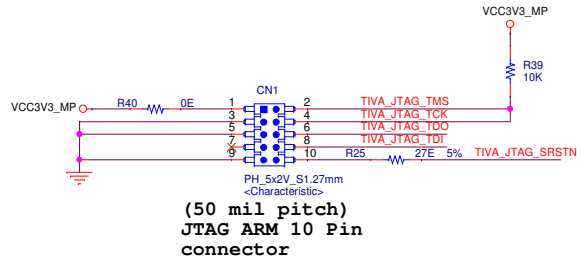 VCC3V3_MP
R39
10K
CN1
VCC3V3_MP
R40
0E
1
2
TIVA_JTAG_TMS
3
4
TIVA_JTAG_TCK
5
6
TIVA_JTAG_TDO
7
8
TIVA_JTAG_TDI
9
10
R25
27E
5%
TIVA_JTAG_SRSTN
PH_5x2V_S1.27mm
<Characteristic>
(50 mil pitch)
JTAG ARM 10 Pin
connector